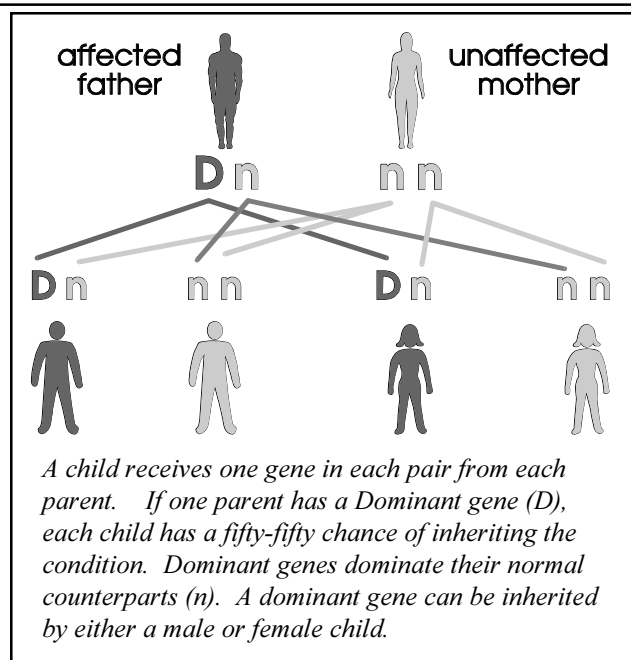 affected
father
unaffected
mother
D n n n
D n n n D n n n
A child receives one gene in each pair from each
parent. If one parent has a Dominant gene (D),
each child has a fifty-fifty chance of inheriting the
condition. Dominant genes dominate their normal
counterparts (n). A dominant gene can be inherited
by either a male or female child.